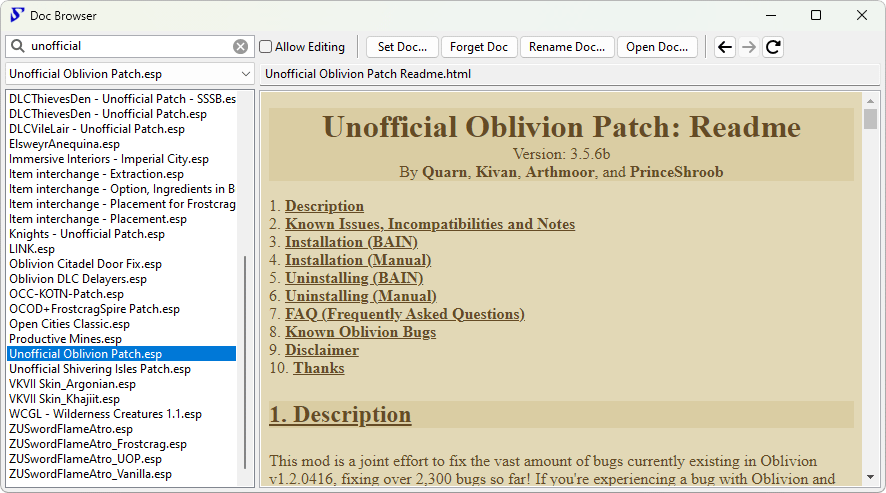 Doc Browser
unofficial
Allow Editing
Set Doc...
Forget Doc
Rename Doc...
Open Doc...
Unofficial Oblivion Patch.esp
Unofficial Oblivion Patch Readme.html
DLCThievesDen - Unofficial Patch - SSSB.es
DLCThievesDen - Unofficial Patch.esp
DLCVileLair - Unofficial Patch.esp
ElsweyrAnequina.esp
Immersive Interiors - Imperial City.esp
Item interchange - Extraction.esp
Item interchange - Option, Ingredients in B
Item interchange - Placement for Frostcrag
Item interchange - Placement.esp
Knights - Unofficial Patch.esp
LINK.esp
Oblivion Citadel Door Fix.esp
Oblivion DLC Delayers.esp
OCC-KOTN-Patch.esp
OCOD+FrostcragSpire Patch.esp
Open Cities Classic.esp
Productive Mines.esp
Unofficial Oblivion Patch.esp
Unofficial Shivering Isles Patch.esp
VKVII Skin_Argonian.esp
VKVII Skin_Khajiit.esp
WCGL - Wilderness Creatures 1.1.esp
ZUSwordFlameAtro.esp
ZUSwordFlameAtro_Frostcrag.esp
ZUSwordFlameAtro_UOP.esp
ZUSwordFlameAtro_Vanilla.esp
Unofficial Oblivion Patch: Readme
Version: 3.5.6b
By Quarn, Kivan, Arthmoor, and PrinceShroob
1. Description
2. Known Issues, Incompatibilities and Notes
3. Installation (BAIN)
4. Installation (Manual)
5. Uninstalling (BAIN)
6. Uninstalling (Manual)
7. FAQ (Frequently Asked Questions)
8. Known Oblivion Bugs
9. Disclaimer
10. Thanks
1. Description
This mod is a joint effort to fix the vast amount of bugs currently existing in Oblivion
v1.2.0416, fixing over 2,300 bugs so far! If you're experiencing a bug with Oblivion and